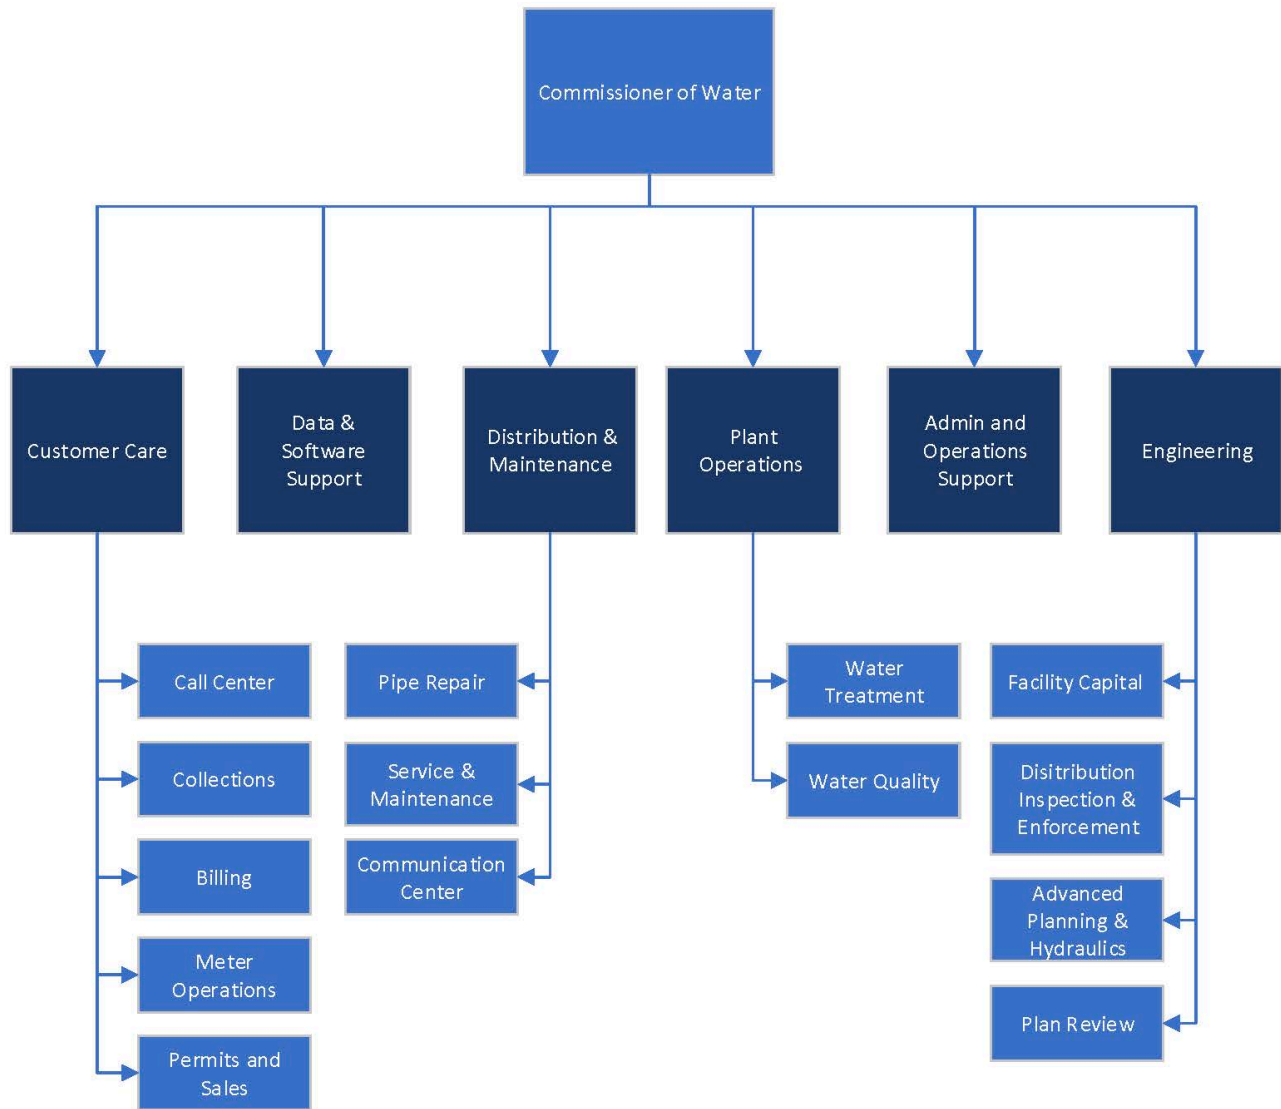 Commissioner of Water
Customer Care
Data &
Software
Support
Distribution &
Maintenance
Plant
Operations
Admin and
Operations
Support
Engineering
Call Center
Collections
Billing
Meter
Operations
Permits and
Sales
Pipe Repair
Service &
Maintenance
Communication
Center
Water
Treatment
Water Quality
Facility Capital
Disitribution
Inspection &
Enforcement
Advanced
Planning &
Hydraulics
Plan Review